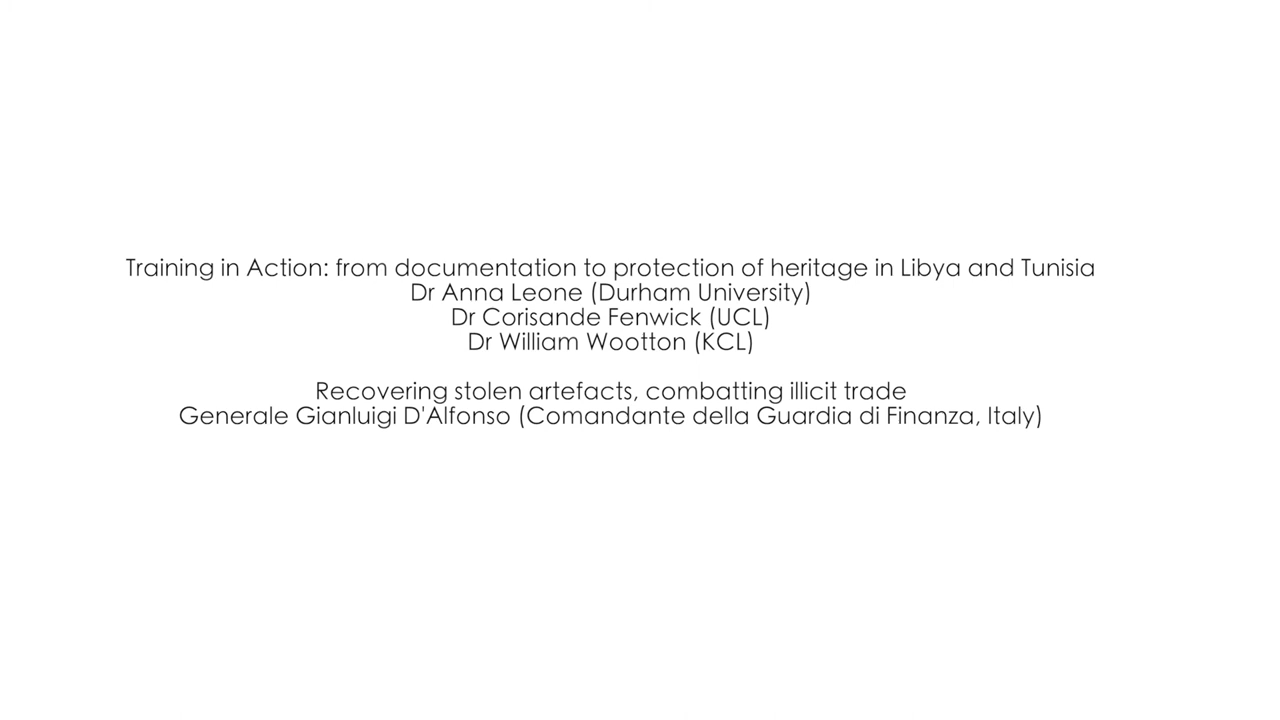 Training in Action: from documentation to protection of heritage in Libya and Tunisia
Dr Anna Leone (Durham University)
Dr Corisande Fenwick (UCL)
Dr William Wootton (KCL)
Recovering stolen artefacts, combatting illicit trade
Generale Gianluigi D'Alfonso (Comandante della Guardia di Finanza, Italy)